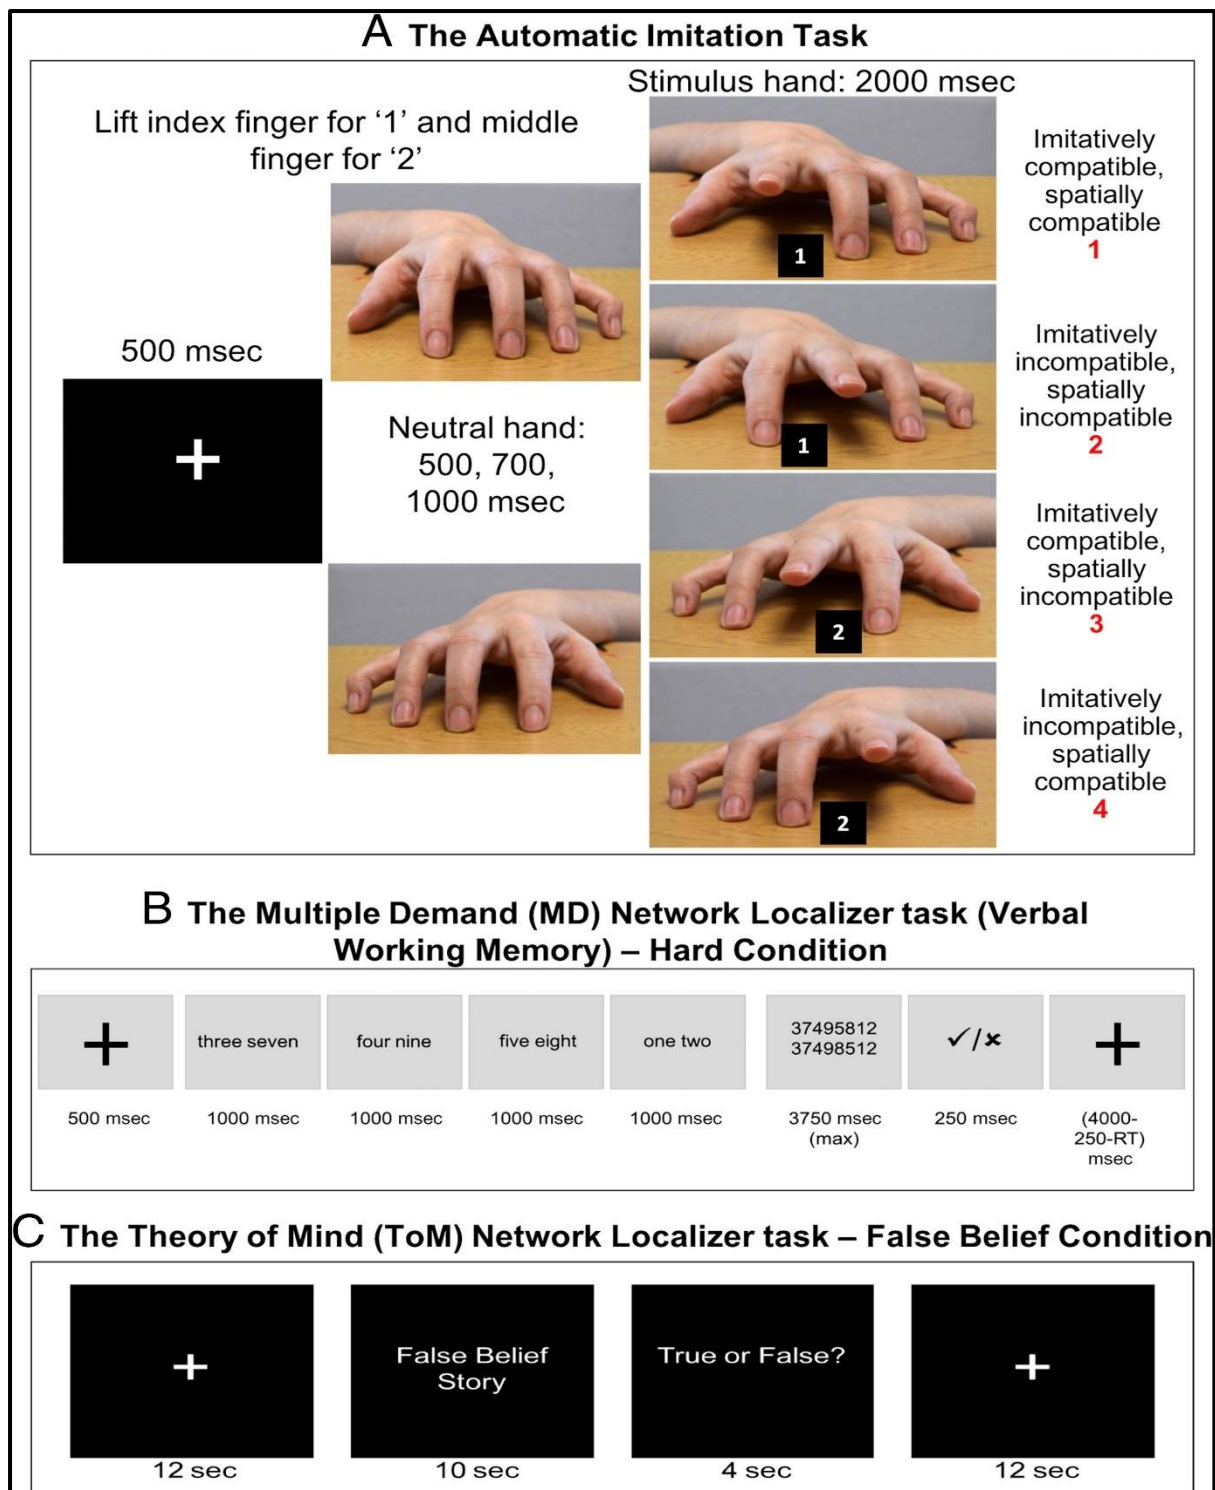 A The Automatic Imitation Task
Lift index finger for ‘1’ and middle
finger for ‘2’
500 msec
Neutral hand:
500, 700,
1000 msec
Stimulus hand: 2000 msec
1
Imitatively
compatible,
spatially
compatible
1
1
Imitatively
incompatible,
spatially
incompatible
2
2
Imitatively
compatible,
spatially
incompatible
3
2
Imitatively
incompatible,
spatially
compatible
4
B The Multiple Demand (MD) Network Localizer task (Verbal
Working Memory) – Hard Condition
three seven
four nine
five eight
one two
37495812
37498512
✓/✗
500 msec
1000 msec
1000 msec
1000 msec
1000 msec
3750 msec
(max)
250 msec
(4000-
250-RT)
msec
C The Theory of Mind (ToM) Network Localizer task – False Belief Condition
False Belief
Story
True or False?
12 sec
10 sec
4 sec
12 sec